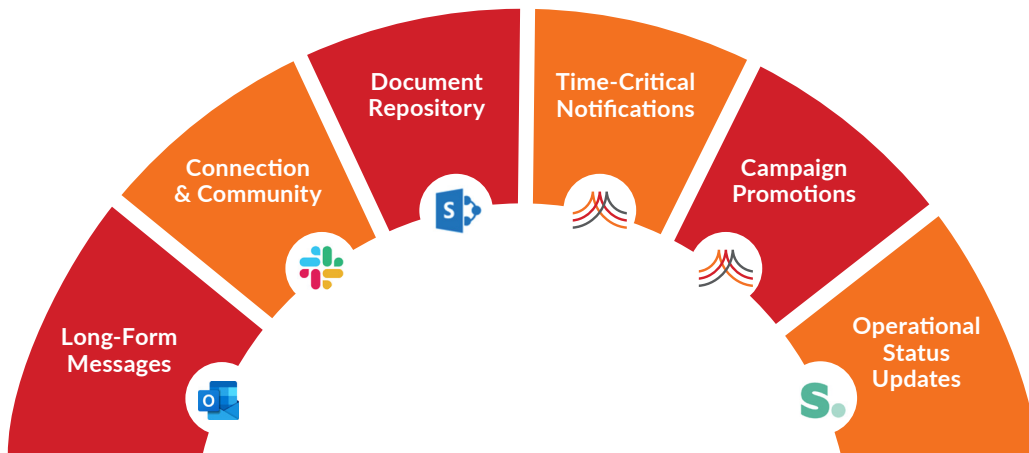 Long-Form
Messages
Connection
& Community
Document
Repository
Time-Critical
Notifications
Campaign
Promotions
Operational
Status
Updates
O
S
s.